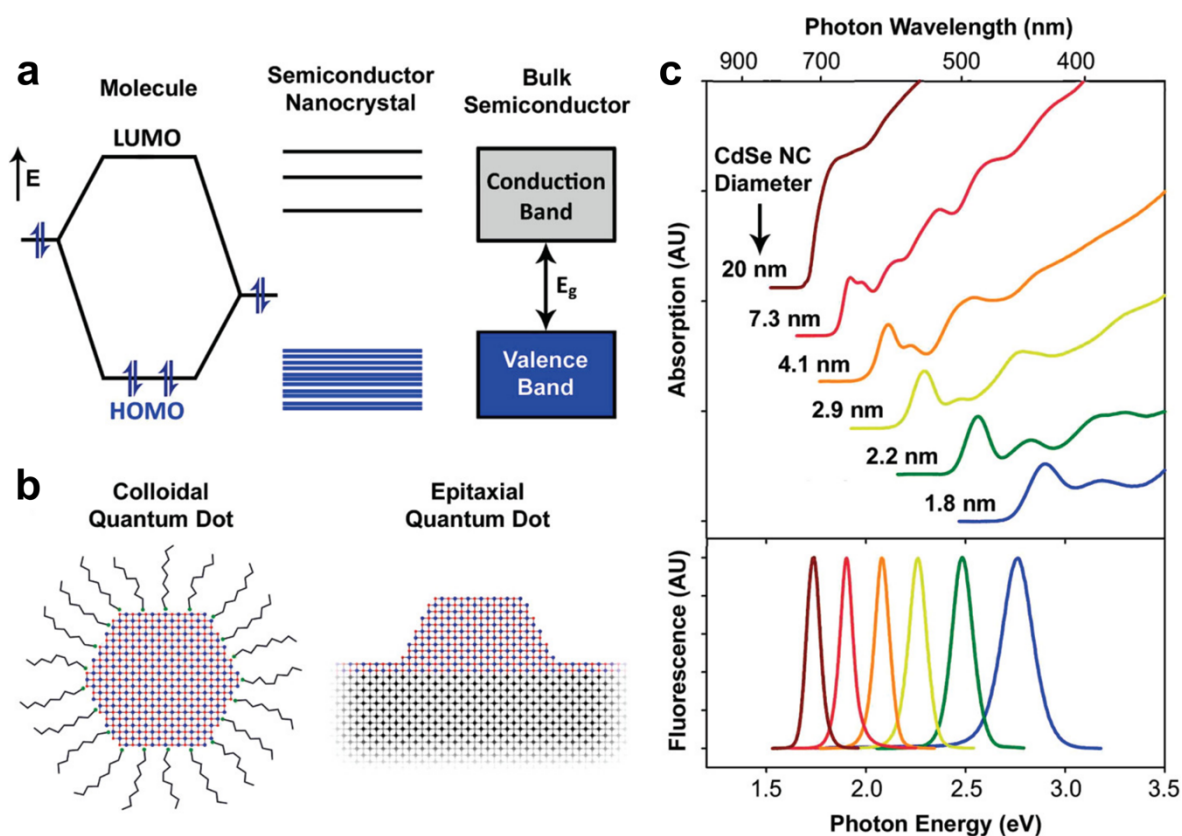 a
Molecule
LUMO
E
HOMO
Semiconductor
Nanocrystal
Bulk
Semiconductor
Conduction
Band
Eg
Valence
Band
b
Colloidal
Quantum Dot
Epitaxial
Quantum Dot
c
Photon Wavelength (nm)
900 700 500 400
CdSe NC
Diameter
20 nm
7.3 nm
4.1 nm
2.9 nm
2.2 nm
1.8 nm
Absorption (AU)
Fluorescence (AU)
1.5 2.0 2.5 3.0 3.5
Photon Energy (eV)